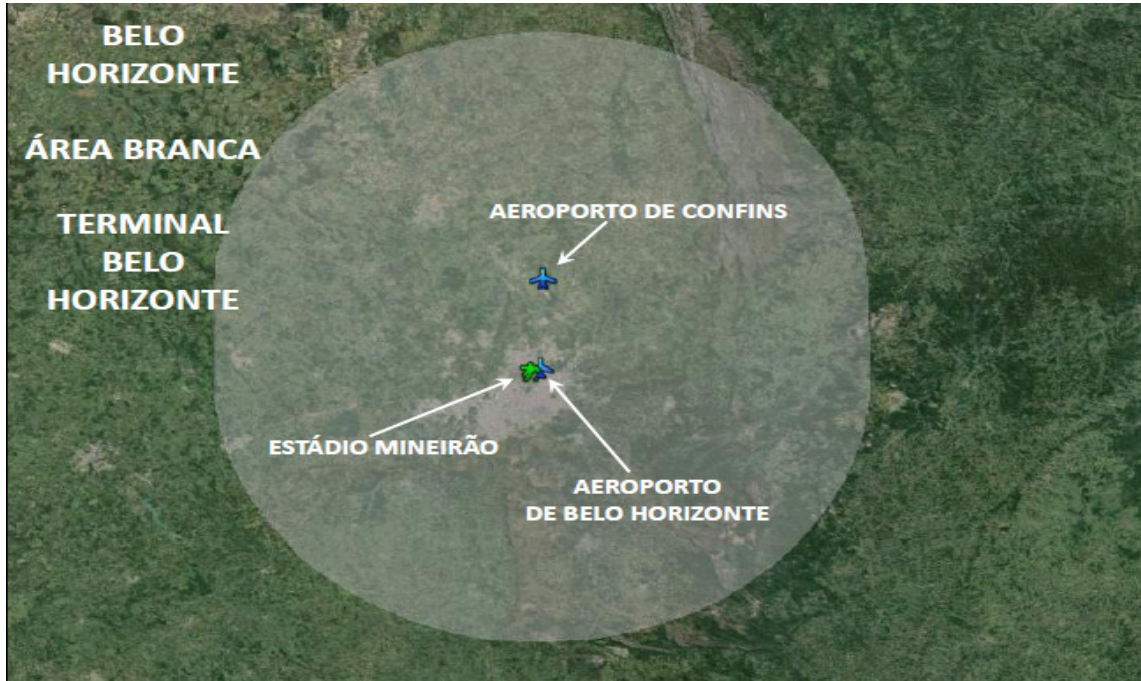 BELO
HORIZONTE
ÁREA BRANCA
TERMINAL
BELO
HORIZONTE
AEROPORTO DE CONFINS
ESTÁDIO MINEIRÃO
AEROPORTO
DE BELO HORIZONTE